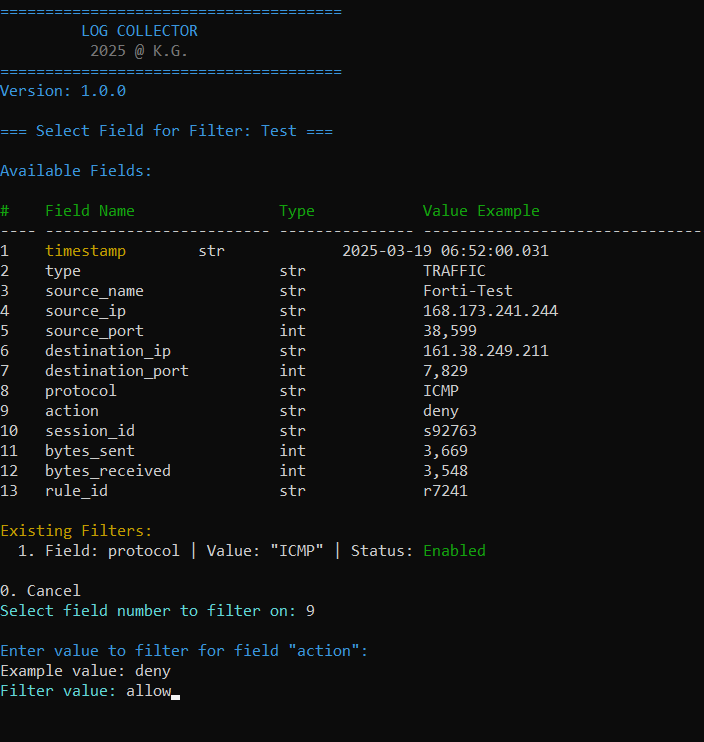 ======================================
LOG COLLECTOR
2025 @ K.G.
======================================
Version: 1.0.0
=== Select Field for Filter: Test ===
Available Fields:
# Field Name Type Value Example
---- ------------------------- -------------- -------------------------------
1 timestamp str 2025-03-19 06:52:00.031
2 type str TRAFFIC
3 source_name str Forti-Test
4 source_ip str 168.173.241.244
5 source_port int 38,599
6 destination_ip str 161.38.249.211
7 destination_port int 7,829
8 protocol str ICMP
9 action str deny
10 session_id str s92763
11 bytes_sent int 3,669
12 bytes_received int 3,548
13 rule_id str r7241
Existing Filters:
1. Field: protocol | Value: "ICMP" | Status: Enabled
0. Cancel
Select field number to filter on: 9
Enter value to filter for field "action":
Example value: deny
Filter value: allow